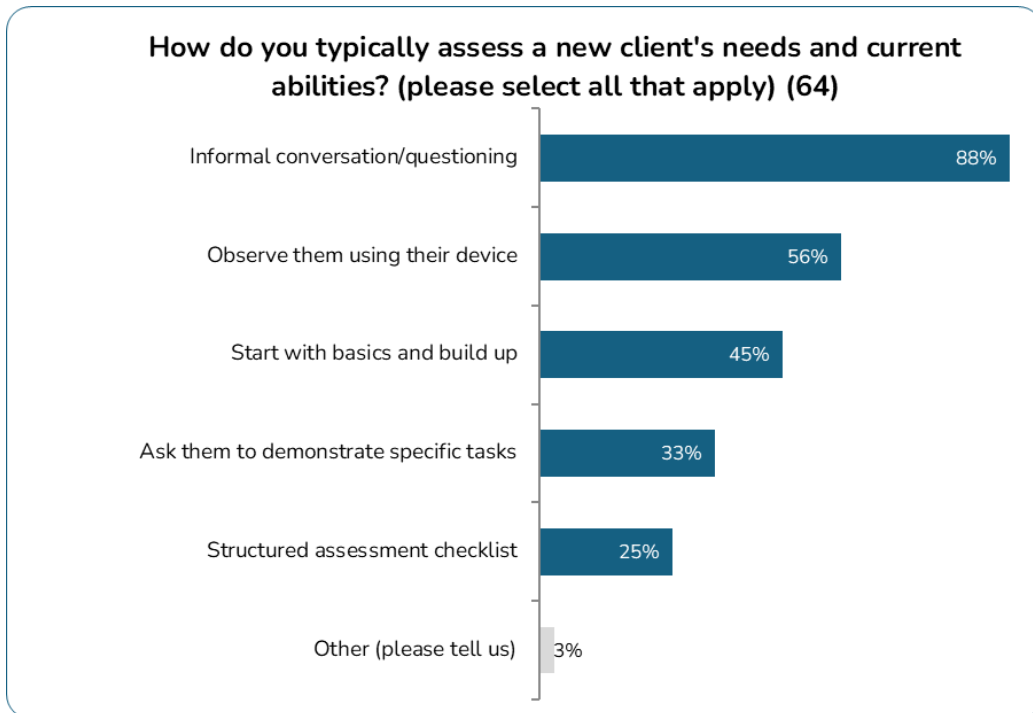 How do you typically assess a new client's needs and current
abilities? (please select all that apply) (64)
Informal conversation/questioning
88%
Observe them using their device
56%
Start with basics and build up
45%
Ask them to demonstrate specific tasks
33%
Structured assessment checklist
25%
Other (please tell us)
3%